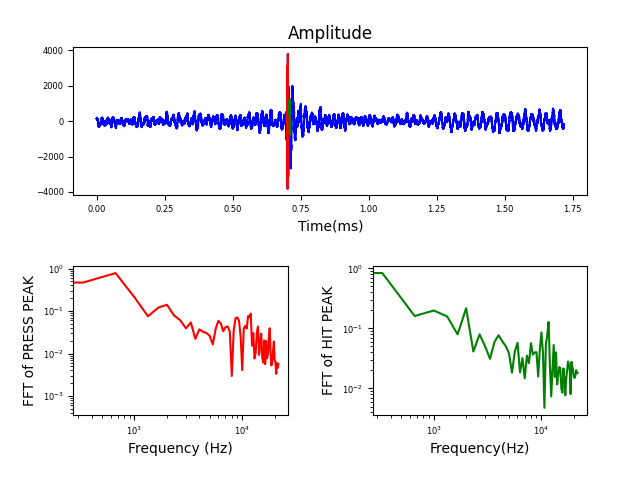 Amplitude
4000
2000
0
−2000
−4000
0.00 0.25 0.50 0.75 1.00 1.25 1.50 1.75
Time(ms)
FFT of PRESS PEAK
10⁰
10⁻¹
10⁻²
10⁻³
10³ 10⁴
Frequency (Hz)
FFT of HIT PEAK
10⁰
10⁻¹
10⁻²
10³ 10⁴
Frequency(Hz)